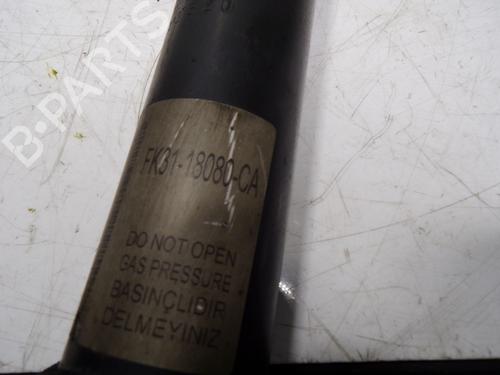 B-PARTS
FK31-18080-CA
DO NOT OPEN
GAS PRESSURE
BASINÇLIDIR
DELMEYINIZ